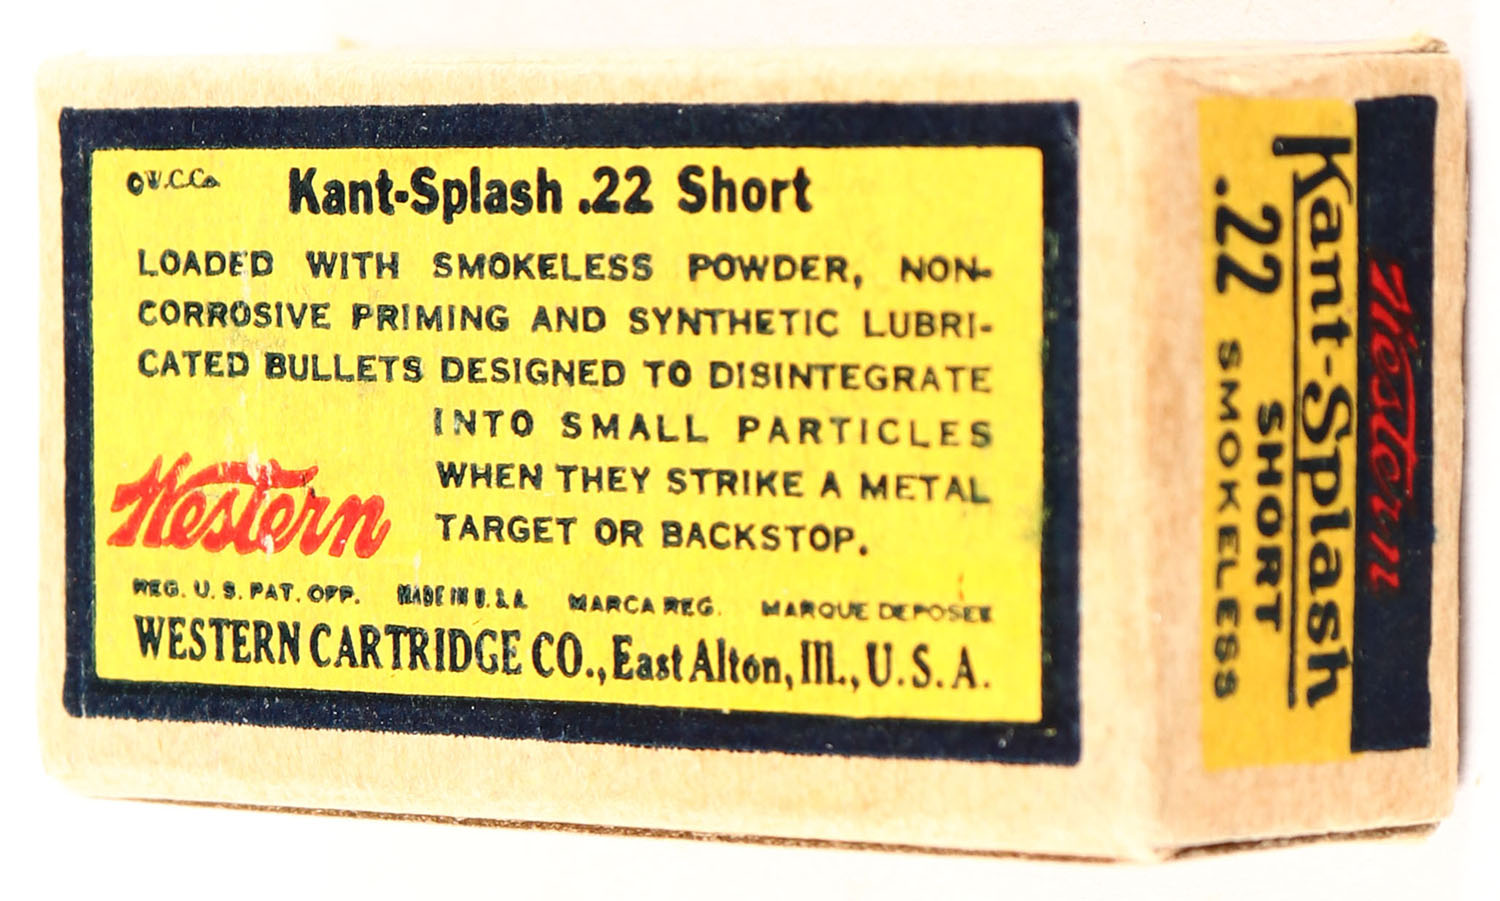 ©W.C.Co.
Kant-Splash .22 Short
LOADED WITH SMOKELESS POWDER, NON-
CORROSIVE PRIMING AND SYNTHETIC LUBRI-
CATED BULLETS DESIGNED TO DISINTEGRATE
INTO SMALL PARTICLES
WHEN THEY STRIKE A METAL
TARGET OR BACKSTOP.
Western
REG. U. S. PAT. OFF. MADE IN U.S.A. MARCA REG. MARQUE DEPOSEE
WESTERN CARTRIDGE CO., East Alton, Ill., U.S.A.
Western
Kant-Splash
.22 SHORT
SMOKELESS